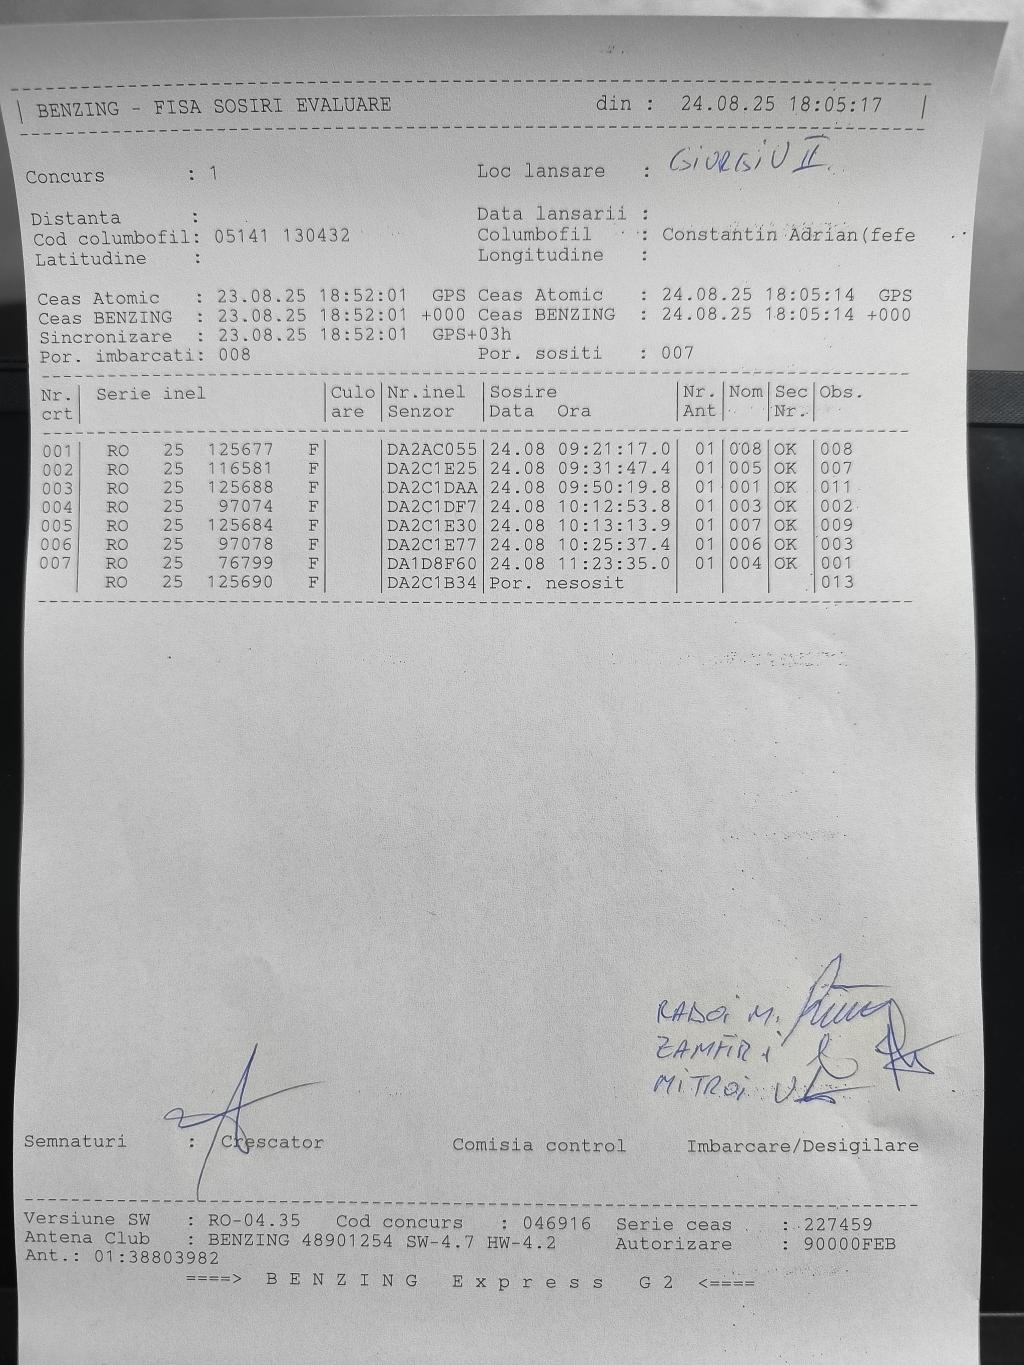 BENZING - FISA SOSIRI EVALUARE din : 24.08.25 18:05:17
Concurs : 1 Loc lansare : GiURGiU II
Distanta : Data lansarii :
Cod columbofil: 05141 130432 Columbofil : Constantin Adrian(fefe
Latitudine : Longitudine :
Ceas Atomic : 23.08.25 18:52:01 GPS Ceas Atomic : 24.08.25 18:05:14 GPS
Ceas BENZING : 23.08.25 18:52:01 +000 Ceas BENZING : 24.08.25 18:05:14 +000
Sincronizare : 23.08.25 18:52:01 GPS+03h
Por. imbarcati: 008 Por. sositi : 007
Nr. Serie inel Culo Nr.inel Sosire Nr. Nom Sec Obs.
crt are Senzor Data Ora Ant Nr.
001 RO 25 125677 F DA2AC055 24.08 09:21:17.0 01 008 OK 008
002 RO 25 116581 F DA2C1E25 24.08 09:31:47.4 01 005 OK 007
003 RO 25 125688 F DA2C1DAA 24.08 09:50:19.8 01 001 OK 011
004 RO 25 97074 F DA2C1DF7 24.08 10:12:53.8 01 003 OK 002
005 RO 25 125684 F DA2C1E30 24.08 10:13:13.9 01 007 OK 009
006 RO 25 97078 F DA2C1E77 24.08 10:25:37.4 01 006 OK 003
007 RO 25 76799 F DA1D8F60 24.08 11:23:35.0 01 004 OK 001
RO 25 125690 F DA2C1B34 Por. nesosit 013
RADOi M.
ZAMFIR i
MiTROi V
Semnaturi : Crescator Comisia control Imbarcare/Desigilare
Versiune SW : RO-04.35 Cod concurs : 046916 Serie ceas : 227459
Antena Club : BENZING 48901254 SW-4.7 HW-4.2 Autorizare : 90000FEB
Ant.: 01:38803982
====> B E N Z I N G E x p r e s s G 2 <====